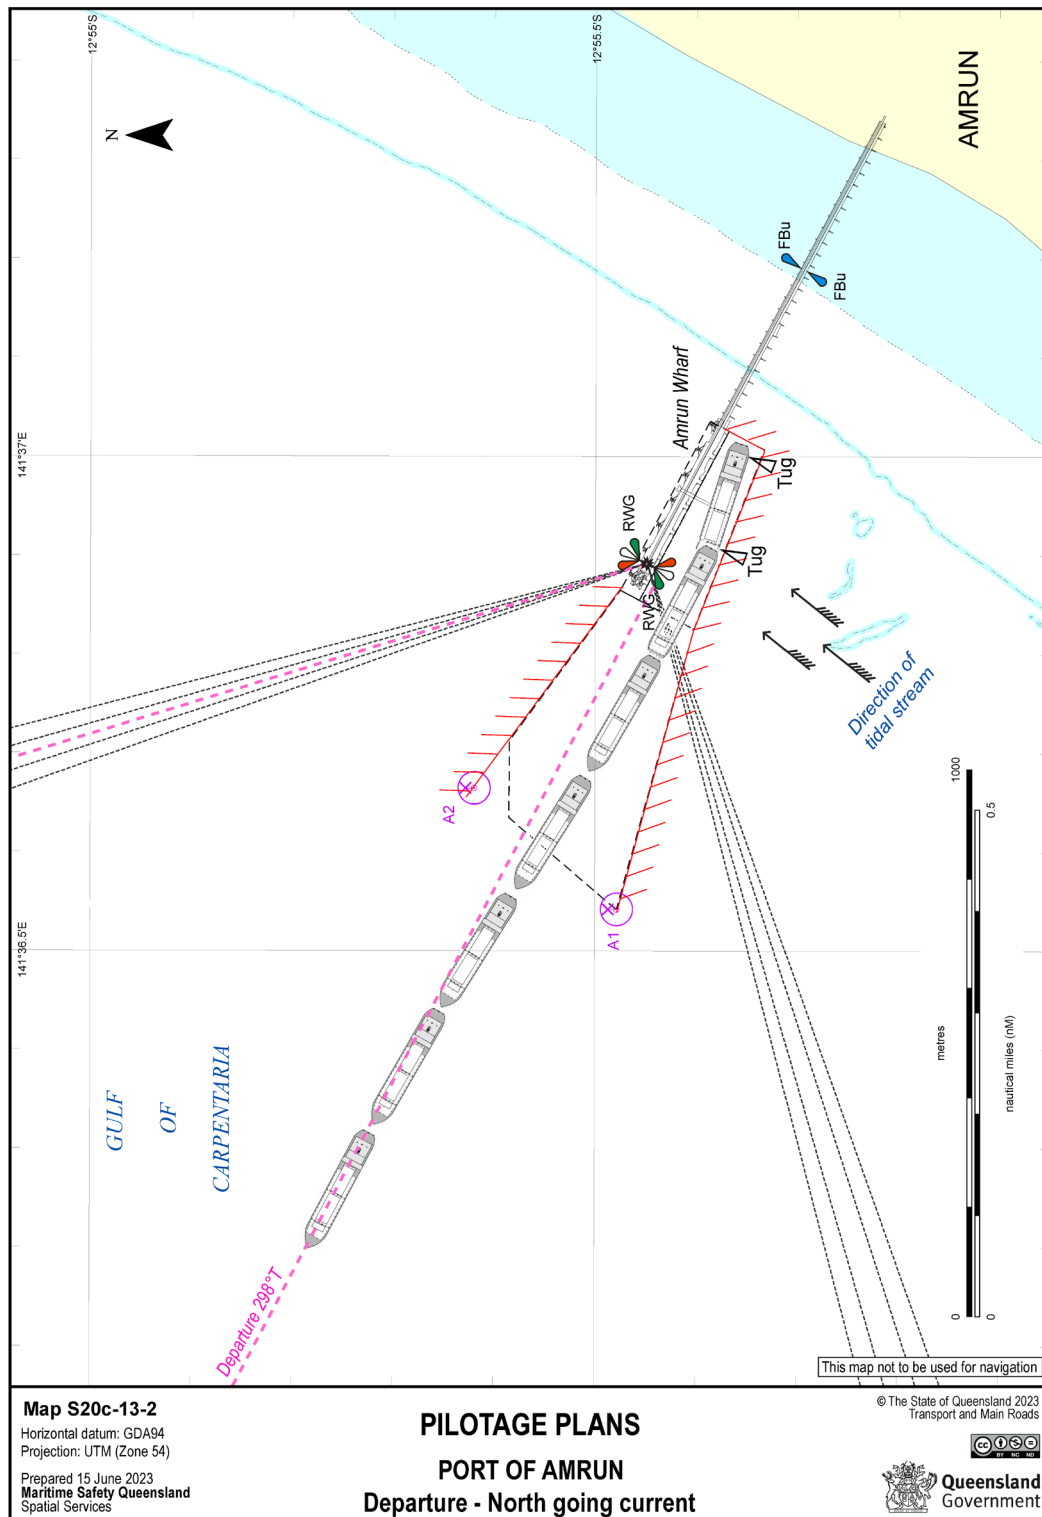 12°55'S
12°55.5'S
N
AMRUN
FBu
FBu
141°37'E
Amrun Wharf
RWG
RWG
Tug
Tug
Direction of
tidal stream
A2
A1
141°36.5'E
GULF
OF
CARPENTARIA
1000
0.5
metres
nautical miles (nM)
0
0
Departure 298°T
This map not to be used for navigation
Map S20c-13-2
Horizontal datum: GDA94
Projection: UTM (Zone 54)
Prepared 15 June 2023
Maritime Safety Queensland
Spatial Services
PILOTAGE PLANS
PORT OF AMRUN
Departure - North going current
© The State of Queensland 2023
Transport and Main Roads
cc
BY NC ND
Queensland
Government